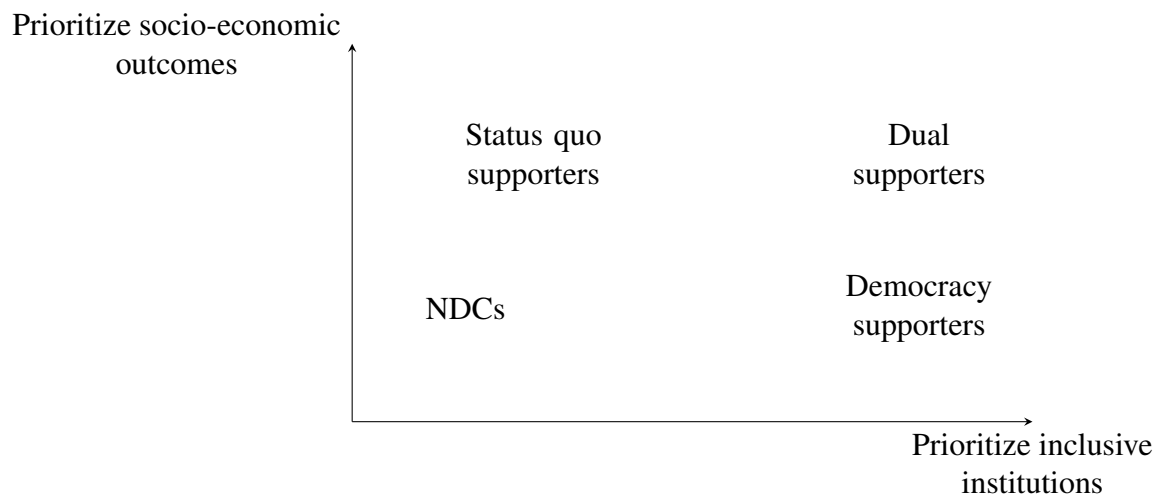 Prioritize socio-economic
outcomes
Status quo
supporters
Dual
supporters
NDCs
Democracy
supporters
Prioritize inclusive
institutions